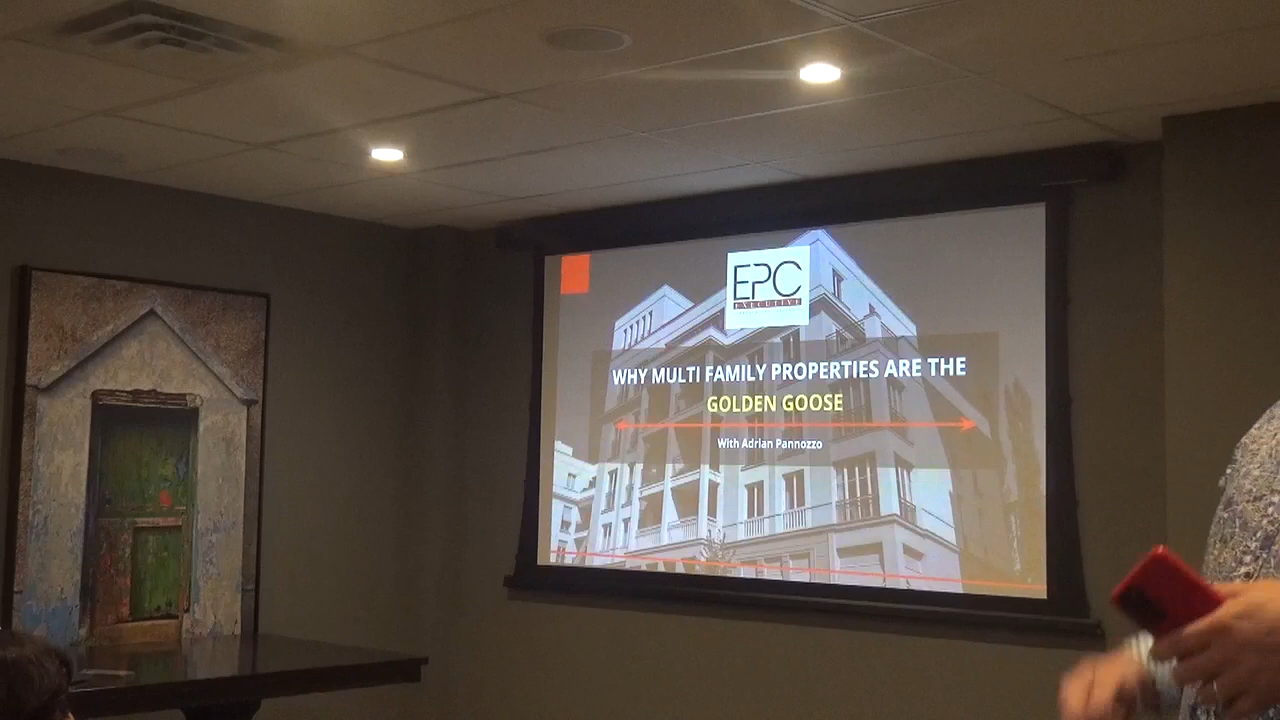 EPC
EXECUTIVE
WHY MULTI FAMILY PROPERTIES ARE THE
GOLDEN GOOSE
With Adrian Pannozzo